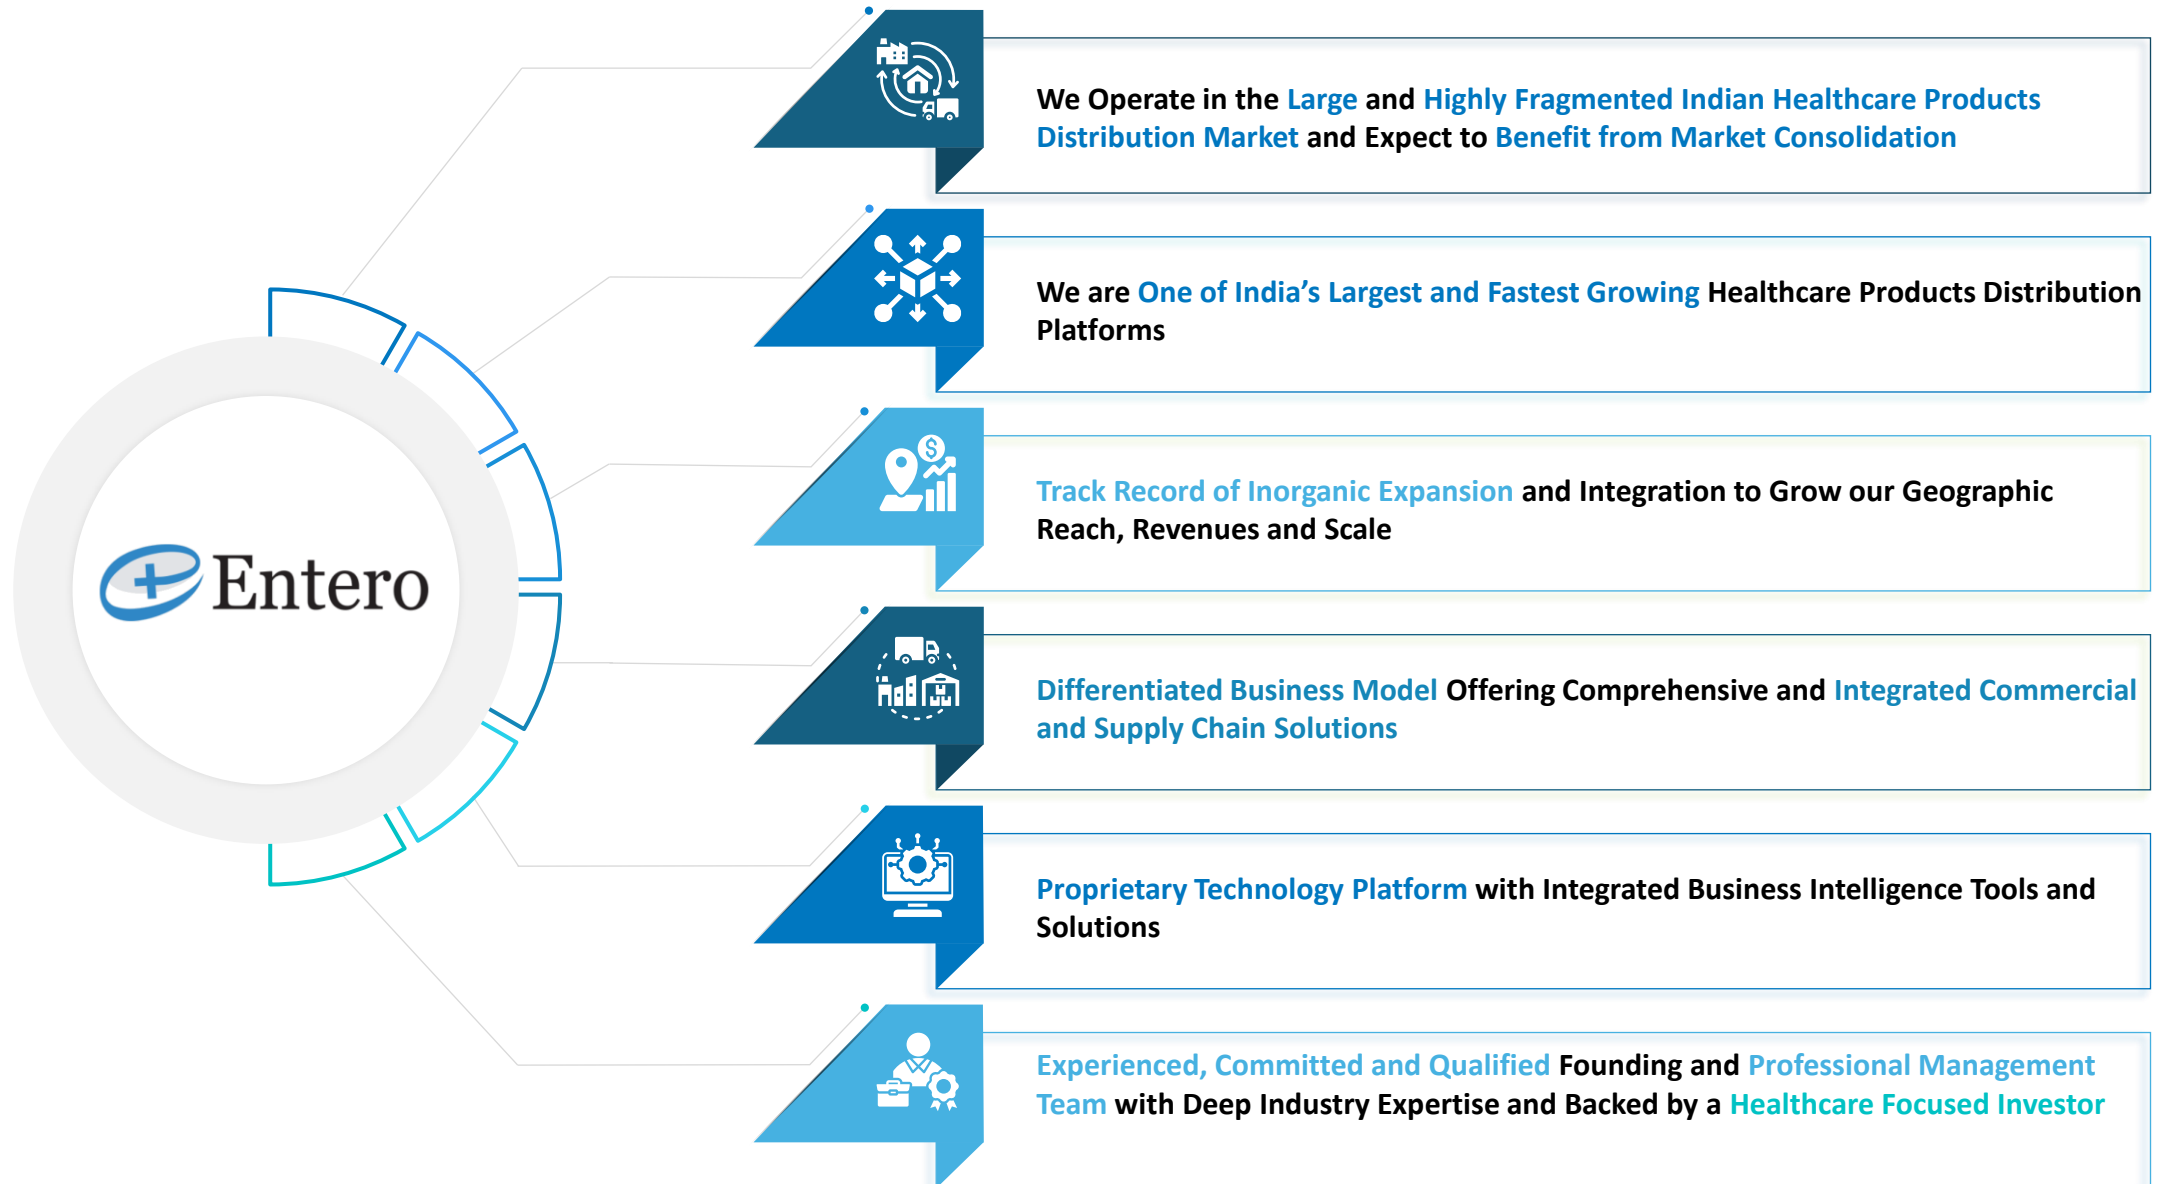 We Operate in the Large and Highly Fragmented Indian Healthcare Products
Distribution Market and Expect to Benefit from Market Consolidation
We are One of India’s Largest and Fastest Growing Healthcare Products Distribution
Platforms
Track Record of Inorganic Expansion and Integration to Grow our Geographic
Reach, Revenues and Scale
Entero
Differentiated Business Model Offering Comprehensive and Integrated Commercial
and Supply Chain Solutions
Proprietary Technology Platform with Integrated Business Intelligence Tools and
Solutions
Experienced, Committed and Qualified Founding and Professional Management
Team with Deep Industry Expertise and Backed by a Healthcare Focused Investor